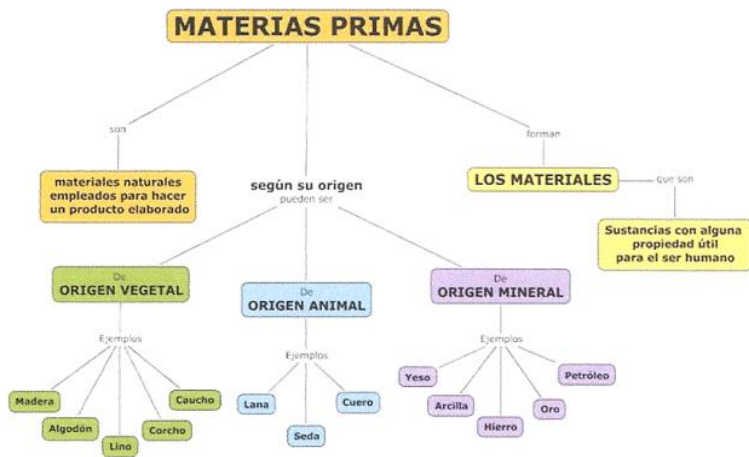 MATERIAS PRIMAS
son
materiales naturales
empleados para hacer
un producto elaborado
según su origen
pueden ser
forman
LOS MATERIALES
que son
Sustancias con alguna
propiedad útil
para el ser humano
De
ORIGEN VEGETAL
Ejemplos
Madera
Algodón
Lino
Corcho
Caucho
De
ORIGEN ANIMAL
Ejemplos
Lana
Seda
Cuero
De
ORIGEN MINERAL
Ejemplos
Yeso
Arcilla
Hierro
Oro
Petróleo